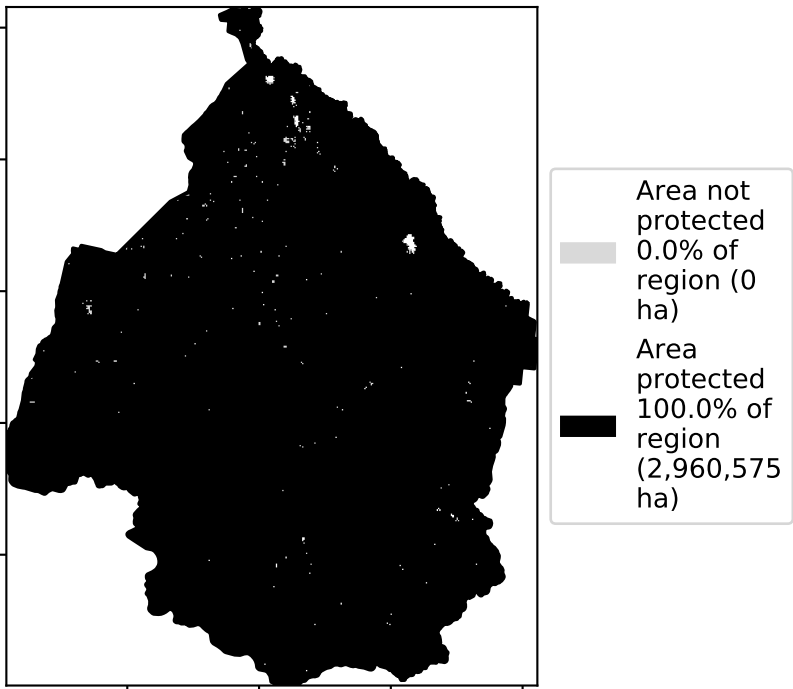 Area not
protected
0.0% of
region (0
ha)
Area
protected
100.0% of
region
(2,960,575
ha)